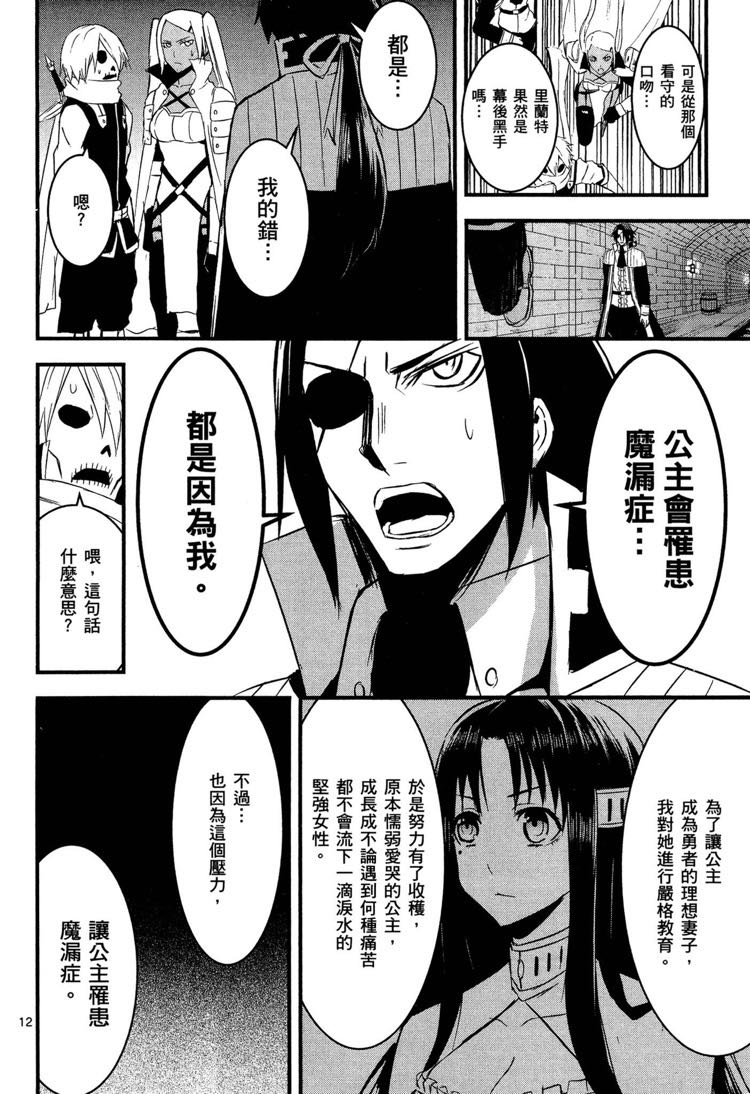 可是從那個
看守的
口吻…
里蘭特
果然是
幕後黑手
嗎…
都是…
我的錯…
嗯？
公主會罹患
魔漏症…
都是因為我。
喂，這句話
什麼意思？
為了讓公主
成為勇者的理想妻子，
我對她進行嚴格教育。
於是努力有了收穫，
原本懦弱愛哭的公主，
成長成不論遇到何種痛苦
都不會流下一滴淚水的
堅強女性。
不過…
也因為這個壓力，
讓公主罹患
魔漏症。
12